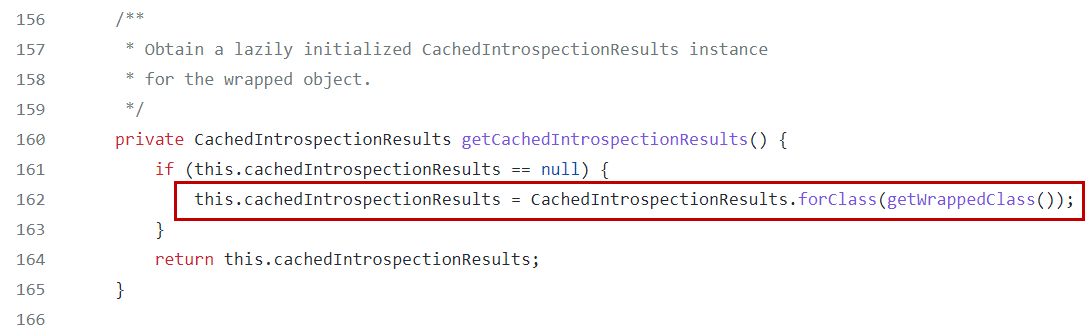 156 /**
157 * Obtain a lazily initialized CachedIntrospectionResults instance
158 * for the wrapped object.
159 */
160 private CachedIntrospectionResults getCachedIntrospectionResults() {
161 if (this.cachedIntrospectionResults == null) {
162 this.cachedIntrospectionResults = CachedIntrospectionResults.forClass(getWrappedClass());
163 }
164 return this.cachedIntrospectionResults;
165 }
166